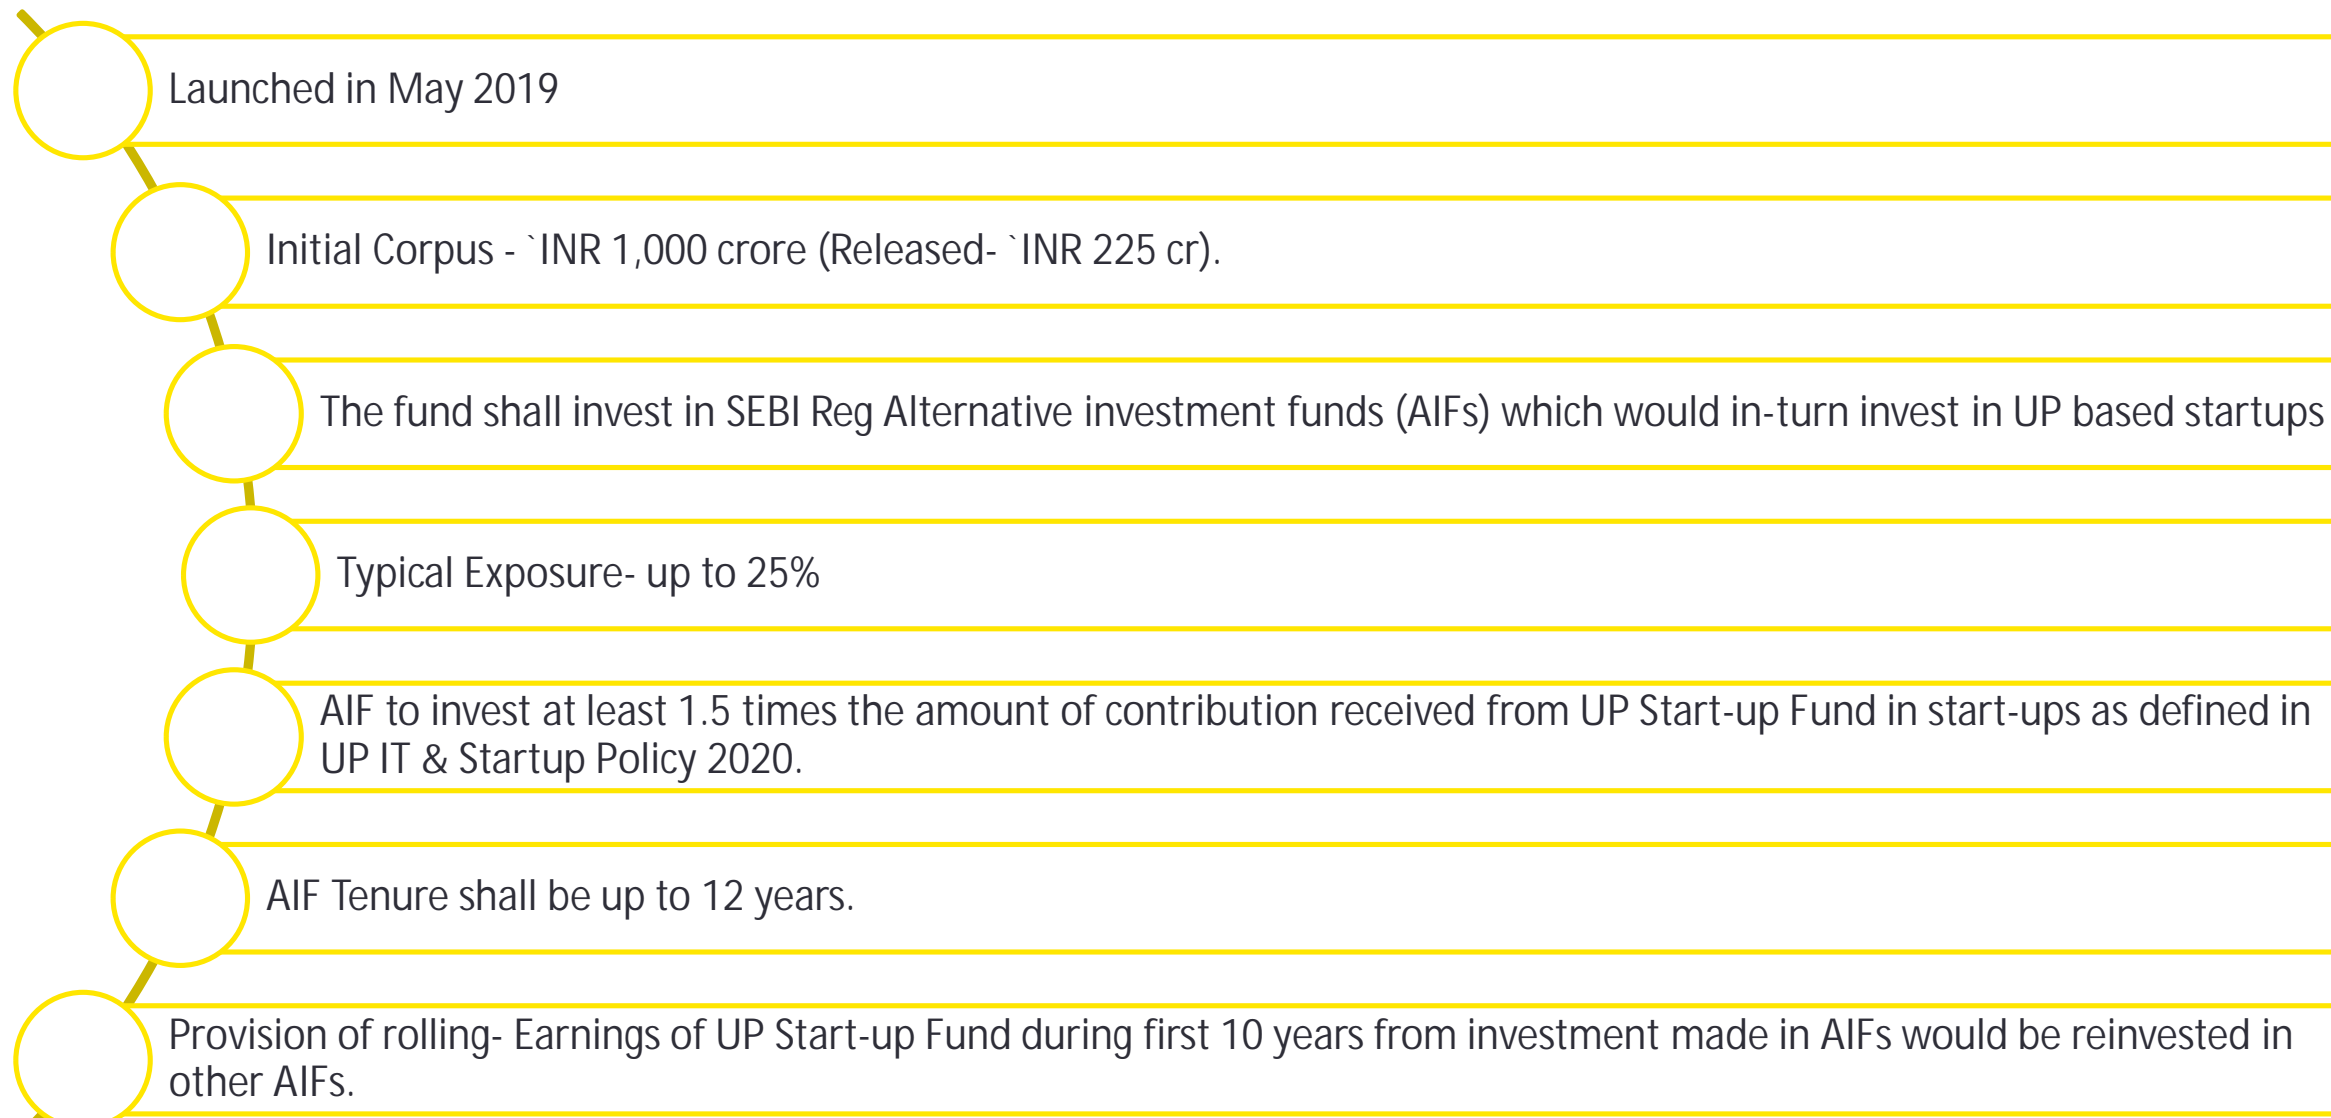 Launched in May 2019
Initial Corpus - `INR 1,000 crore (Released- `INR 225 cr).
The fund shall invest in SEBI Reg Alternative investment funds (AIFs) which would in-turn invest in UP based startups
Typical Exposure- up to 25%
AIF to invest at least 1.5 times the amount of contribution received from UP Start-up Fund in start-ups as defined in
UP IT & Startup Policy 2020.
AIF Tenure shall be up to 12 years.
Provision of rolling- Earnings of UP Start-up Fund during first 10 years from investment made in AIFs would be reinvested in
other AIFs.